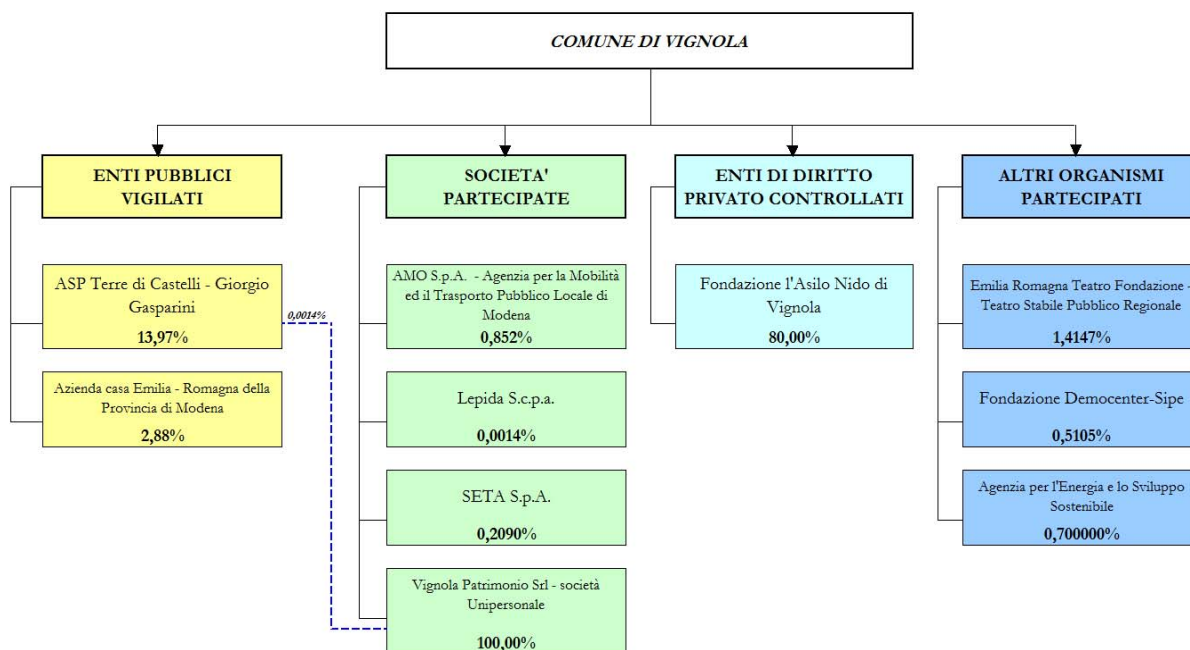 COMUNE DI VIGNOLA
ENTI PUBBLICI
VIGILATI
SOCIETA'
PARTECIPATE
ENTI DI DIRITTO
PRIVATO CONTROLLATI
ALTRI ORGANISMI
PARTECIPATI
ASP Terre di Castelli - Giorgio
Gasparini
13,97%
0,0014%
Azienda casa Emilia - Romagna della
Provincia di Modena
2,88%
AMO S.p.A. - Agenzia per la Mobilità
ed il Trasporto Pubblico Locale di
Modena
0,852%
Lepida S.c.p.a.
0,0014%
SETA S.p.A.
0,2090%
Vignola Patrimonio Srl - società
Unipersonale
100,00%
Fondazione l'Asilo Nido di
Vignola
80,00%
Emilia Romagna Teatro Fondazione -
Teatro Stabile Pubblico Regionale
1,4147%
Fondazione Democenter-Sipe
0,5105%
Agenzia per l'Energia e lo Sviluppo
Sostenibile
0,700000%